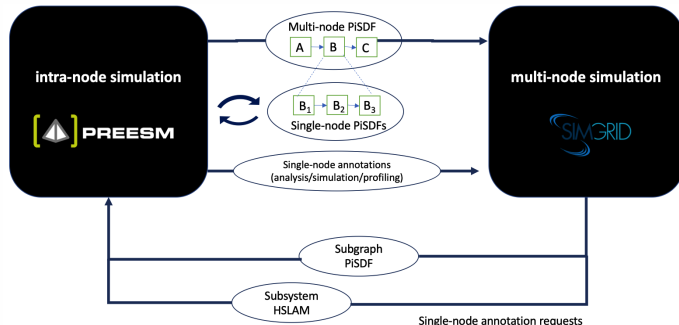 Multi-node PiSDF
A B C
intra-node simulation
multi-node simulation
B1 B2 B3
Single-node PiSDFs
PREESM
SIMGRID
Single-node annotations
(analysis/simulation/profiling)
Subgraph
PiSDF
Subsystem
HSLAM
Single-node annotation requests